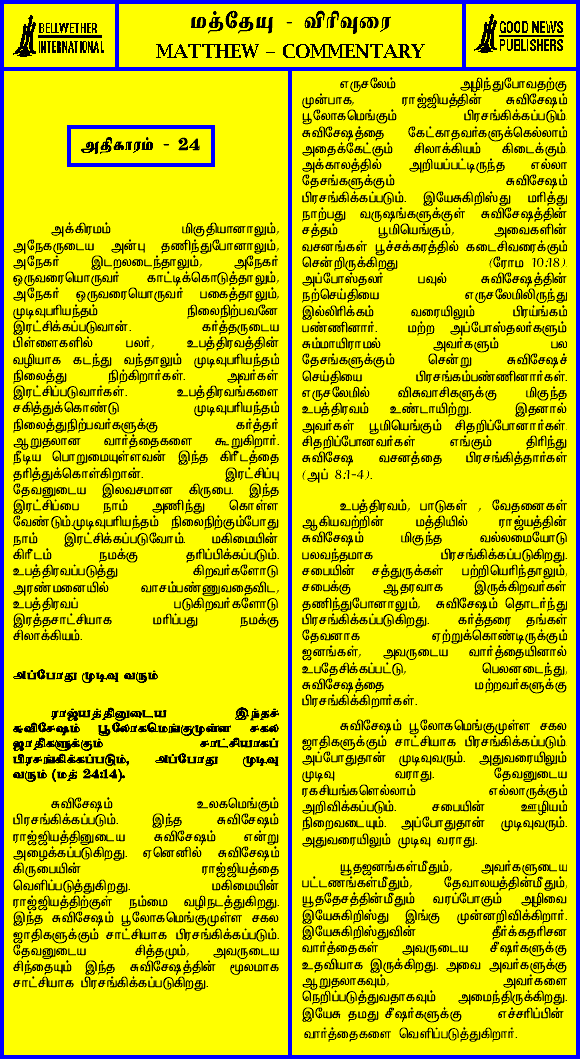 BELLWETHER
INTERNATIONAL
மத்தேயு - விரிவுரை
MATTHEW – COMMENTARY
GOOD NEWS
PUBLISHERS
அதிகாரம் - 24
அக்கிரமம் மிகுதியானாலும்,
அநேகருடைய அன்பு தணிந்துபோனாலும்,
அநேகர் இடறலடைந்தாலும், அநேகர்
ஒருவரையொருவர் காட்டிக்கொடுத்தாலும்,
அநேகர் ஒருவரையொருவர் பகைத்தாலும்,
முடிவுபரியந்தம் நிலைநிற்பவனே
இரட்சிக்கப்படுவான். கர்த்தருடைய
பிள்ளைகளில் பலர், உபத்திரவத்தின்
வழியாக கடந்து வந்தாலும் முடிவுபரியந்தம்
நிலைத்து நிற்கிறார்கள். அவர்கள்
இரட்சிப்படுவார்கள். உபத்திரவங்களை
சகித்துக்கொண்டு முடிவுபரியந்தம்
நிலைத்துநிற்பவர்களுக்கு கர்த்தர்
ஆறுதலான வார்த்தைகளை கூறுகிறார்.
நீடிய பொறுமையுள்ளவன் இந்த கிரீடத்தை
தரித்துக்கொள்கிறான். இரட்சிப்பு
தேவனுடைய இலவசமான கிருபை. இந்த
இரட்சிப்பை நாம் அணிந்து கொள்ள
வேண்டும்.முடிவுபரியந்தம் நிலைநிற்கும்போது
நாம் இரட்சிக்கப்படுவோம். மகிமையின்
கிரீடம் நமக்கு தரிப்பிக்கப்படும்.
உபத்திரவப்படுத்து கிறவர்களோடு
அரண்மனையில் வாசம்பண்ணுவதைவிட,
உபத்திரவப் படுகிறவர்களோடு
இரத்தசாட்சியாக மரிப்பது நமக்கு
சிலாக்கியம்.
அப்போது முடிவு வரும்
ராஜ்யத்தினுடைய இந்தச்
சுவிசேஷம் பூலோகமெங்குமுள்ள சகல
ஜாதிகளுக்கும் சாட்சியாகப்
பிரசங்கிக்கப்படும், அப்போது முடிவு
வரும் (மத் 24:14).
சுவிசேஷம் உலகமெங்கும்
பிரசங்கிக்கப்படும். இந்த சுவிசேஷம்
ராஜ்ஜியத்தினுடைய சுவிசேஷம் என்று
அழைக்கப்படுகிறது. ஏனெனில் சுவிசேஷம்
கிருபையின் ராஜ்ஜியத்தை
வெளிப்படுத்துகிறது. மகிமையின்
ராஜ்ஜியத்திற்குள் நம்மை வழிநடத்துகிறது.
இந்த சுவிசேஷம் பூலோகமெங்குமுள்ள சகல
ஜாதிகளுக்கும் சாட்சியாக பிரசங்கிக்கப்படும்.
தேவனுடைய சித்தமும், அவருடைய
சிந்தையும் இந்த சுவிசேஷத்தின் மூலமாக
சாட்சியாக பிரசங்கிக்கப்படுகிறது.
எருசலேம் அழிந்துபோவதற்கு
முன்பாக, ராஜ்ஜியத்தின் சுவிசேஷம்
பூலோகமெங்கும் பிரசங்கிக்கப்படும்.
சுவிசேஷத்தை கேட்காதவர்களுக்கெல்லாம்
அதைக்கேட்கும் சிலாக்கியம் கிடைக்கும்
அக்காலத்தில் அறியப்பட்டிருந்த எல்லா
தேசங்களுக்கும் சுவிசேஷம்
பிரசங்கிக்கப்படும். இயேசுகிறிஸ்து மரித்து
நாற்பது வருஷங்களுக்குள் சுவிசேஷத்தின்
சத்தம் பூமியெங்கும், அவைகளின்
வசனங்கள் பூச்சக்கரத்தில் கடைசிவரைக்கும்
சென்றிருக்கிறது (ரோம 10:18).
அப்போஸ்தலர் பவுல் சுவிசேஷத்தின்
நற்செய்தியை எருசலேமிலிருந்து
இல்லிரிக்கம் வரையிலும் பிரய்ங்கம்
பண்ணினார். மற்ற அப்போஸ்தலர்களும்
சும்மாயிராமல் அவர்களும் பல
தேசங்களுக்கும் சென்று சுவிசேஷச்
செய்தியை பிரசங்கம்பண்ணினார்கள்.
எருசலேமில் விசுவாசிகளுக்கு மிகுந்த
உபத்திரவம் உண்டாயிற்று. இதனால்
அவர்கள் பூமியெங்கும் சிதறிப்போனார்கள்.
சிதறிப்போனவர்கள் எங்கும் திரிந்து
சுவிசேஷ வசனத்தை பிரசங்கித்தார்கள்
(அப் 8:1-4).
உபத்திரவம், பாடுகள் , வேதனைகள்
ஆகியவற்றின் மத்தியில் ராஜ்யத்தின்
சுவிசேஷம் மிகுந்த வல்லமையோடு
பலவந்தமாக பிரசங்கிக்கப்படுகிறது.
சபையின் சத்துருக்கள் பற்றியெரிந்தாலும்,
சபைக்கு ஆதரவாக இருக்கிறவர்கள்
தணிந்துபோனாலும், சுவிசேஷம் தொடர்ந்து
பிரசங்கிக்கப்படுகிறது. கர்த்தரை தங்கள்
தேவனாக ஏற்றுக்கொண்டிருக்கும்
ஜனங்கள், அவருடைய வார்த்தையினால்
உபதேசிக்கப்பட்டு, பெலனடைந்து,
சுவிசேஷத்தை மற்றவர்களுக்கு
பிரசங்கிக்கிறார்கள்.
சுவிசேஷம் பூலோகமெங்குமுள்ள சகல
ஜாதிகளுக்கும் சாட்சியாக பிரசங்கிக்கப்படும்.
அப்போதுதான் முடிவுவரும். அதுவரையிலும்
முடிவு வராது. தேவனுடைய
ரகசியங்களெல்லாம் எல்லாருக்கும்
அறிவிக்கப்படும். சபையின் ஊழியம்
நிறைவடையும். அப்போதுதான் முடிவுவரும்.
அதுவரையிலும் முடிவு வராது.
யூதஜனங்கள்மீதும், அவர்களுடைய
பட்டணங்கள்மீதும், தேவாலயத்தின்மீதும்,
யூததேசத்தின்மீதும் வரப்போகும் அழிவை
இயேசுகிறிஸ்து இங்கு முன்னறிவிக்கிறார்.
இயேசுகிறிஸ்துவின் தீர்க்கதரிசன
வார்த்தைகள் அவருடைய சீஷர்களுக்கு
உதவியாக இருக்கிறது. அவை அவர்களுக்கு
ஆறுதலாகவும், அவர்களை
நெறிப்படுத்துவதாகவும் அமைந்திருக்கிறது.
இயேசு தமது சீஷர்களுக்கு எச்சரிப்பின்
வார்த்தைகளை வெளிப்படுத்துகிறார்.